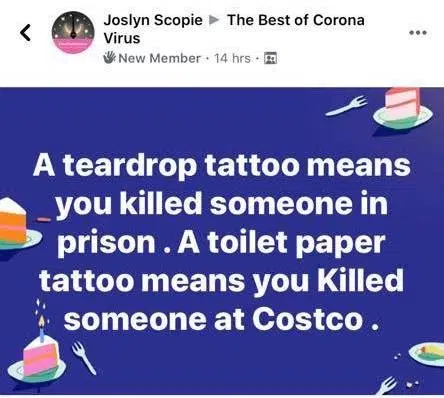 Joslyn Scopie ▶ The Best of Corona
Virus
New Member · 14 hrs ·
A teardrop tattoo means
you killed someone in
prison . A toilet paper
tattoo means you Killed
someone at Costco .